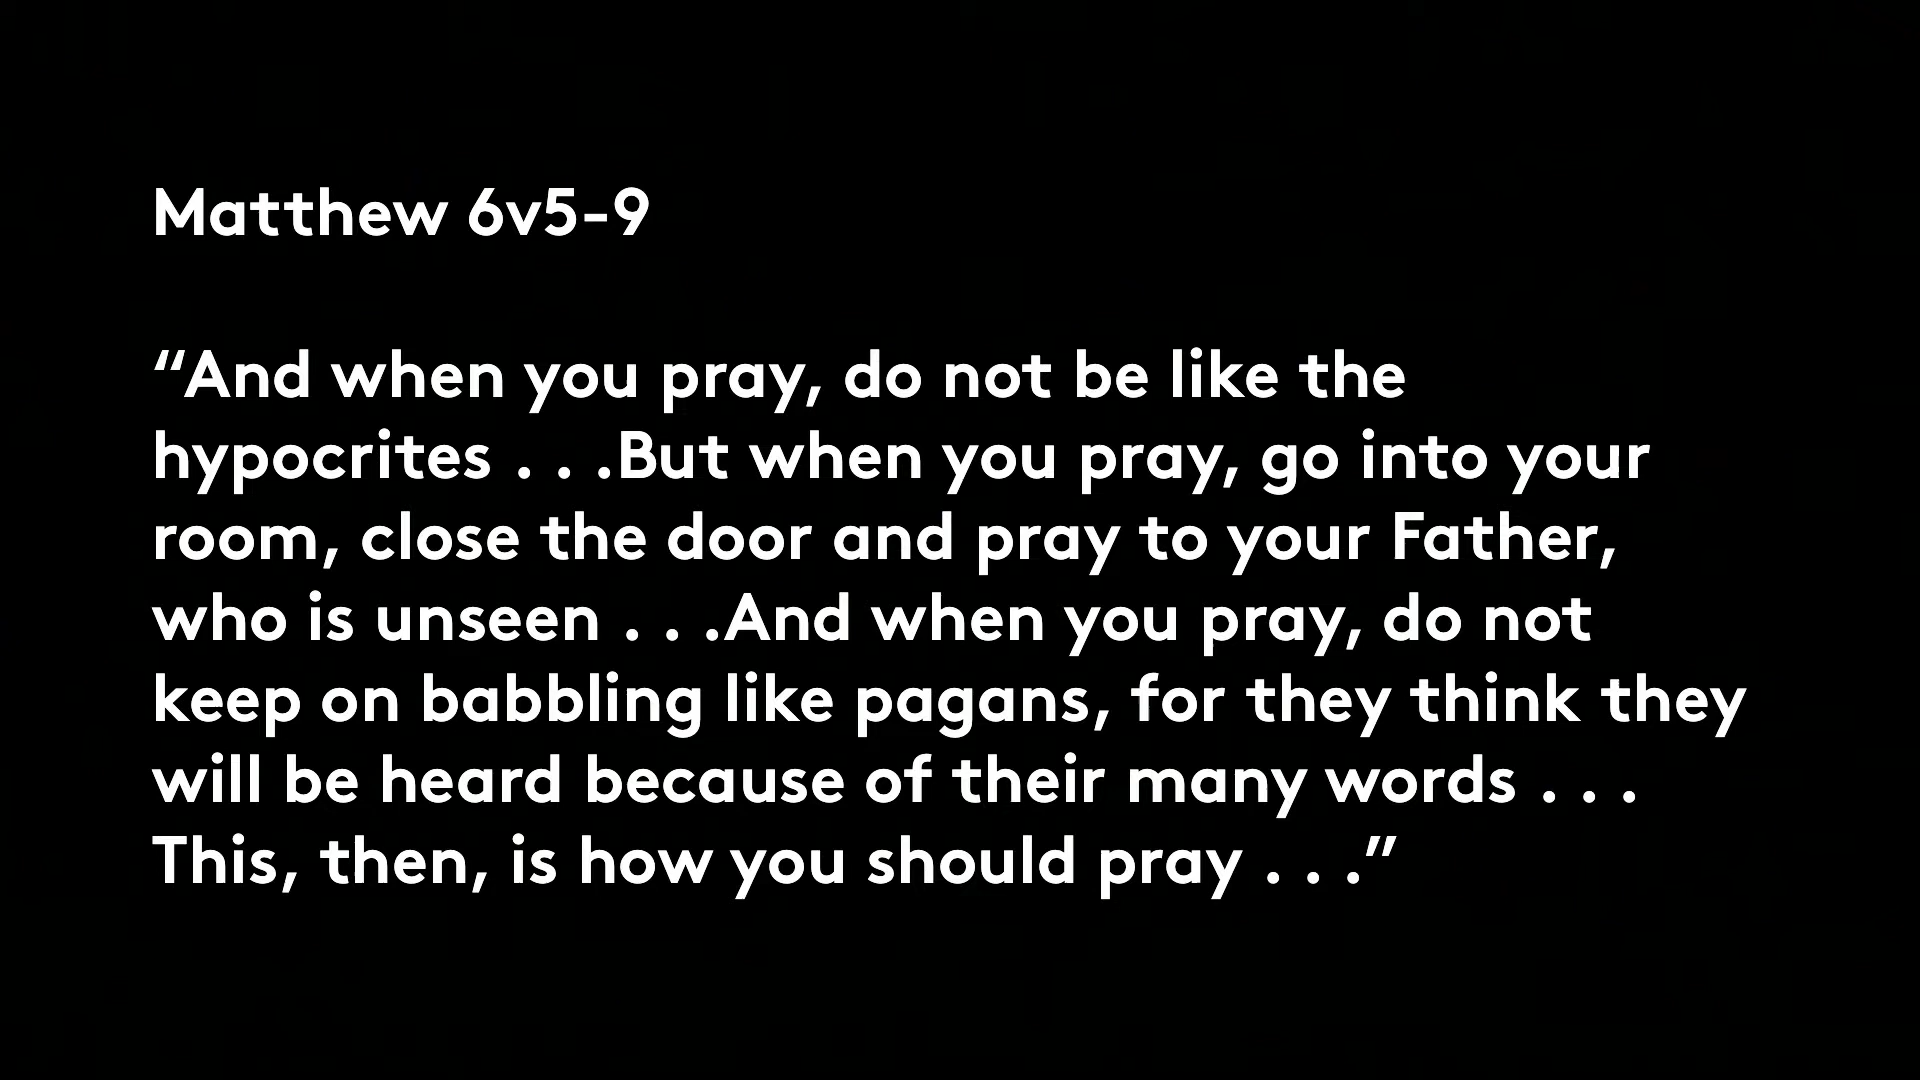 Matthew 6v5-9
“And when you pray, do not be like the
hypocrites . . .But when you pray, go into your
room, close the door and pray to your Father,
who is unseen . . .And when you pray, do not
keep on babbling like pagans, for they think they
will be heard because of their many words . . .
This, then, is how you should pray . . .”